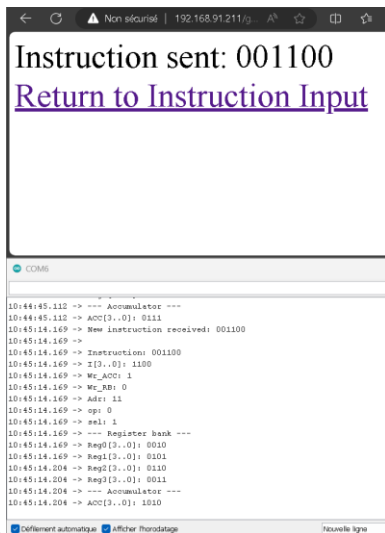 Non sécurisé | 192.168.91.211/g...
Instruction sent: 001100
Return to Instruction Input
COM6
10:44:45.112 -> --- Accumulator ---
10:44:45.112 -> ACC[3..0]: 0111
10:45:14.169 -> New instruction received: 001100
10:45:14.169 ->
10:45:14.169 -> Instruction: 001100
10:45:14.169 -> I[3..0]: 1100
10:45:14.169 -> Wr_ACC: 1
10:45:14.169 -> Wr_RB: 0
10:45:14.169 -> Adr: 11
10:45:14.169 -> op: 0
10:45:14.169 -> sel: 1
10:45:14.169 -> --- Register bank ---
10:45:14.169 -> Reg0[3..0]: 0010
10:45:14.169 -> Reg1[3..0]: 0101
10:45:14.204 -> Reg2[3..0]: 0110
10:45:14.204 -> Reg3[3..0]: 0011
10:45:14.204 -> --- Accumulator ---
10:45:14.204 -> ACC[3..0]: 1010
Défilement automatique Afficher l'horodatage Nouvelle ligne